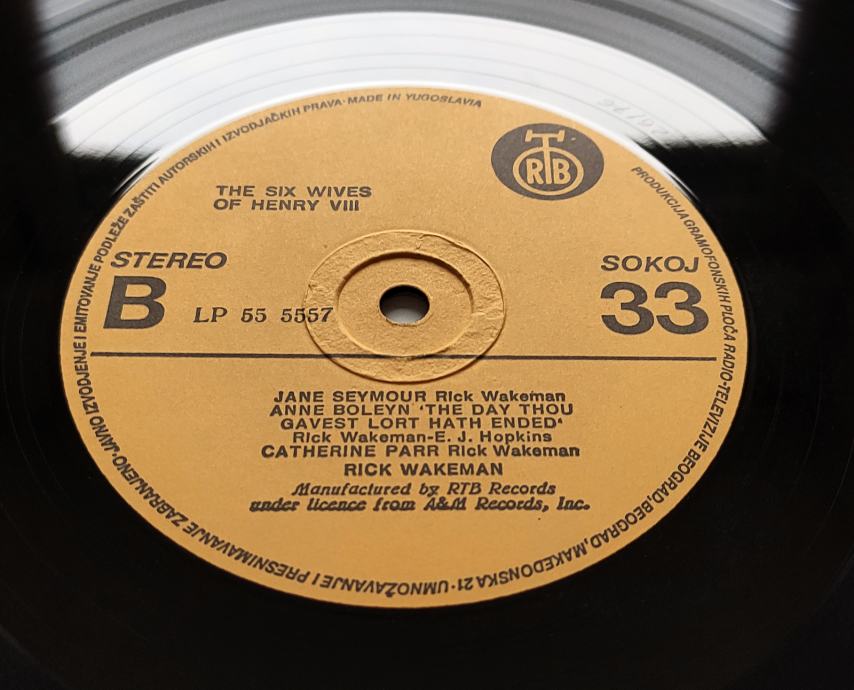 PRODUKCIJA GRAMOFONSKIH PLOČA RADIO-TELEVIZIJE BEOGRAD, BEOGRAD, MAKEDONSKA 21 · UMNOŽAVANJE I PRESNIMAVANJE ZABRANJENO · JAVNO IZVODJENJE I EMITOVANJE PODLEŽE ZAŠTITI AUTORSKIH I IZVODJAČKIH PRAVA · MADE IN YUGOSLAVIA
RTB
THE SIX WIVES
OF HENRY VIII
STEREO
SOKOJ
B
LP 55 5557
33
JANE SEYMOUR Rick Wakeman
ANNE BOLEYN 'THE DAY THOU
GAVEST LORT HATH ENDED'
Rick Wakeman-E. J. Hopkins
CATHERINE PARR Rick Wakeman
RICK WAKEMAN
Manufactured by RTB Records
under licence from A&M Records, Inc.